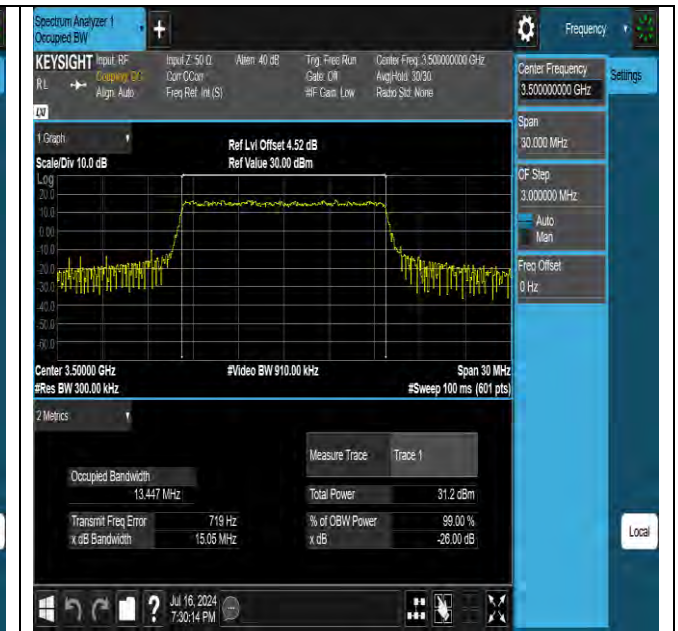 Spectrum Analyzer 1
Occupied BW
+
Frequency
KEYSIGHT
RL
Input: RF
Coupling: DC
Align: Auto
Input Z: 50 Ω
Corr CCorr
Freq Ref: Int (S)
Atten: 40 dB
Trig: Free Run
Gate: Off
#IF Gain: Low
Center Freq: 3.500000000 GHz
Avg|Hold: 30/30
Radio Std: None
LXI
1 Graph
Scale/Div 10.0 dB
Ref Lvl Offset 4.52 dB
Ref Value 30.00 dBm
Log
20.0
10.0
0.00
-10.0
-20.0
-30.0
-40.0
-50.0
-60.0
Center 3.50000 GHz
#Res BW 300.00 kHz
#Video BW 910.00 kHz
Span 30 MHz
#Sweep 100 ms (601 pts)
2 Metrics
Measure Trace
Trace 1
Occupied Bandwidth
13.447 MHz
Total Power
31.2 dBm
Transmit Freq Error
719 Hz
% of OBW Power
99.00 %
x dB Bandwidth
15.05 MHz
x dB
-26.00 dB
?
Jul 16, 2024
7:30:14 PM
Center Frequency
3.500000000 GHz
Settings
Span
30.000 MHz
CF Step
3.000000 MHz
Auto
Man
Freq Offset
0 Hz
Local